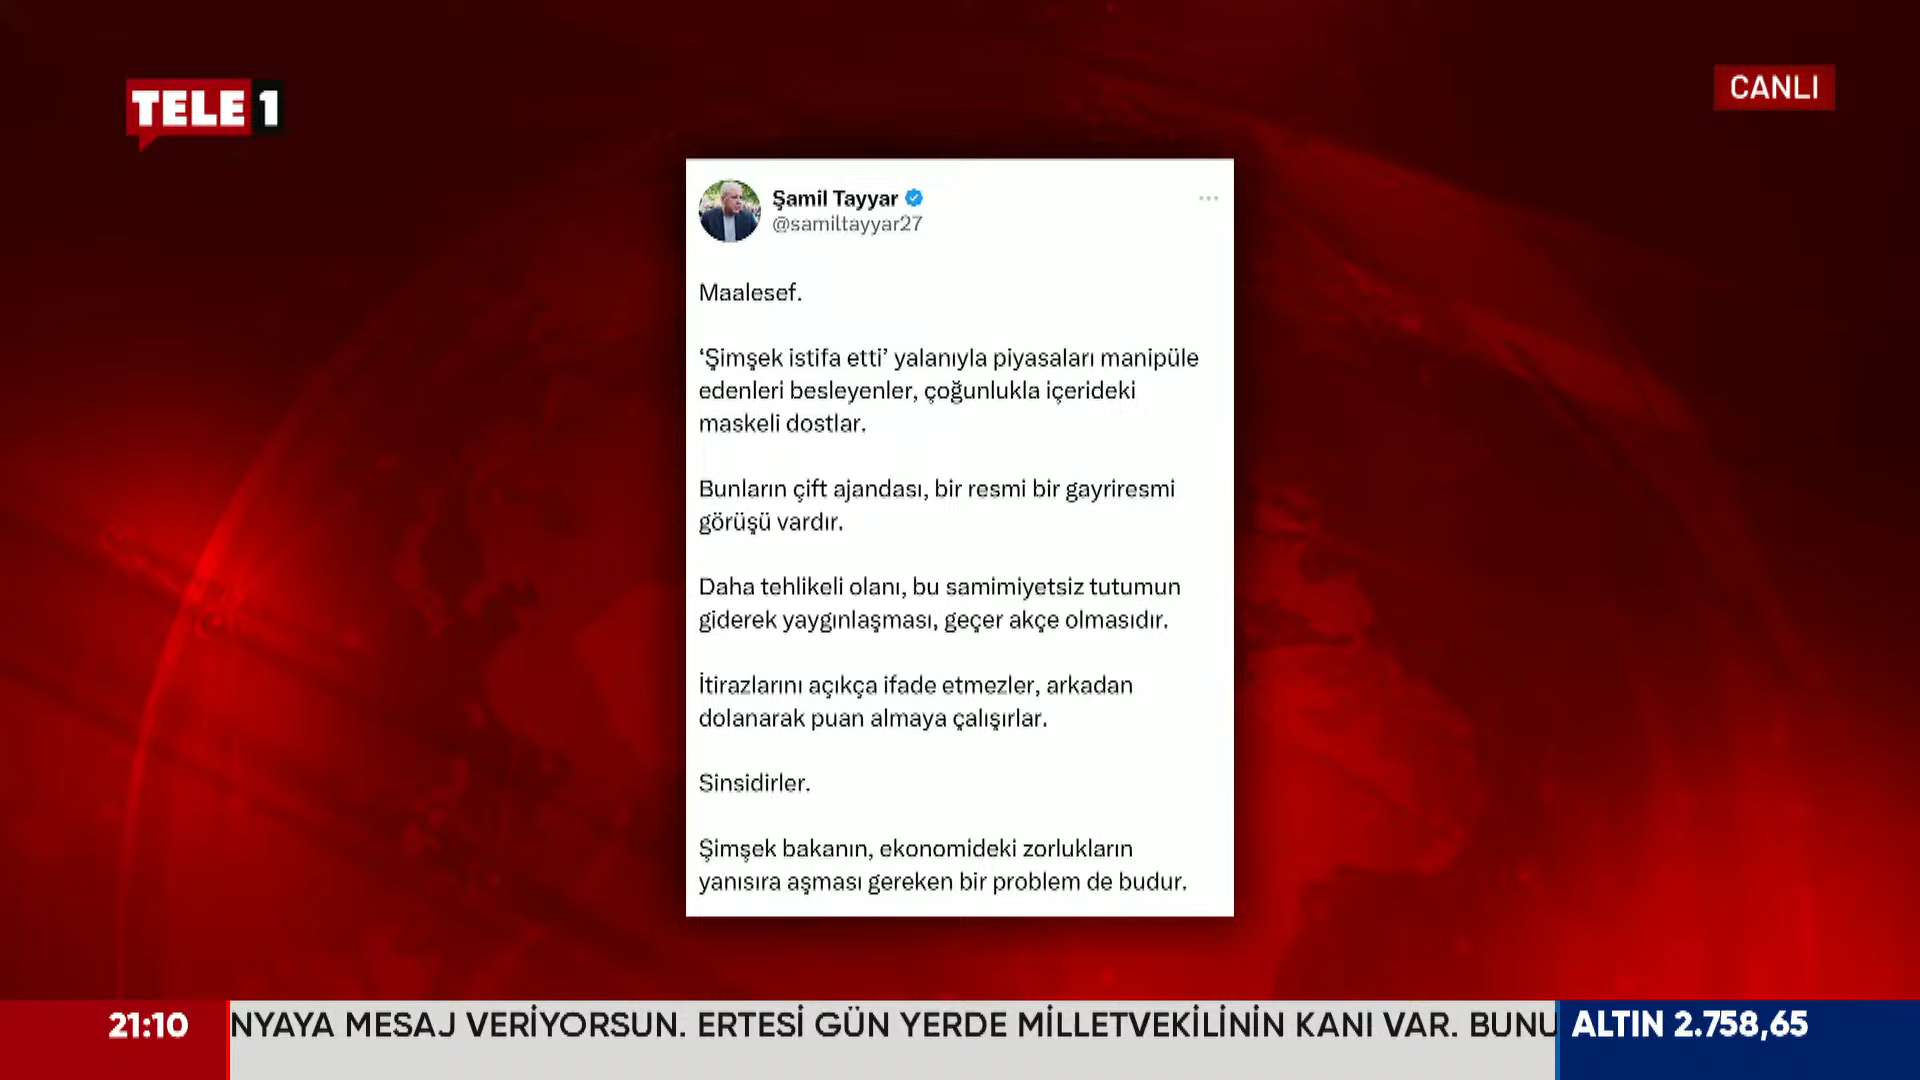 TELE 1
CANLI
Şamil Tayyar
@samiltayyar27
Maalesef.
‘Şimşek istifa etti’ yalanıyla piyasaları manipüle
edenleri besleyenler, çoğunlukla içerideki
maskeli dostlar.
Bunların çift ajandası, bir resmi bir gayriresmi
görüşü vardır.
Daha tehlikeli olanı, bu samimiyetsiz tutumun
giderek yaygınlaşması, geçer akçe olmasıdır.
İtirazlarını açıkça ifade etmezler, arkadan
dolanarak puan almaya çalışırlar.
Sinsidirler.
Şimşek bakanın, ekonomideki zorlukların
yanısıra aşması gereken bir problem de budur.
21:10
NYAYA MESAJ VERİYORSUN. ERTESİ GÜN YERDE MİLLETVEKİLİNİN KANI VAR. BUNU
ALTIN 2.758,65